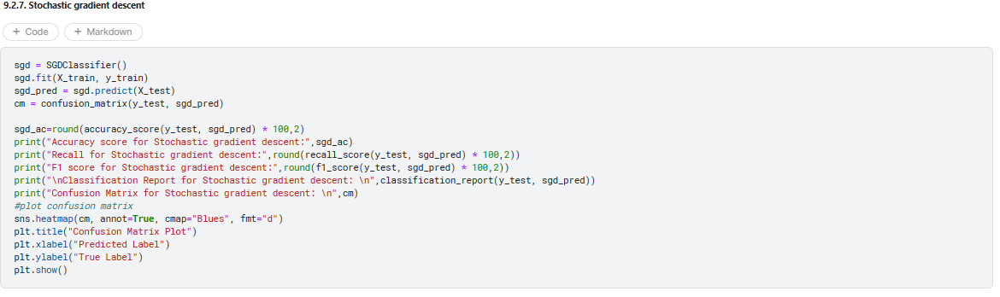 9.2.7. Stochastic gradient descent
+ Code + Markdown
sgd = SGDClassifier()
sgd.fit(X_train, y_train)
sgd_pred = sgd.predict(X_test)
cm = confusion_matrix(y_test, sgd_pred)
sgd_ac=round(accuracy_score(y_test, sgd_pred) * 100,2)
print("Accuracy score for Stochastic gradient descent:",sgd_ac)
print("Recall for Stochastic gradient descent:",round(recall_score(y_test, sgd_pred) * 100,2))
print("F1 score for Stochastic gradient descent:",round(f1_score(y_test, sgd_pred) * 100,2))
print("\nClassification Report for Stochastic gradient descent: \n",classification_report(y_test, sgd_pred))
print("Confusion Matrix for Stochastic gradient descent: \n",cm)
#plot confusion matrix
sns.heatmap(cm, annot=True, cmap="Blues", fmt="d")
plt.title("Confusion Matrix Plot")
plt.xlabel("Predicted Label")
plt.ylabel("True Label")
plt.show()